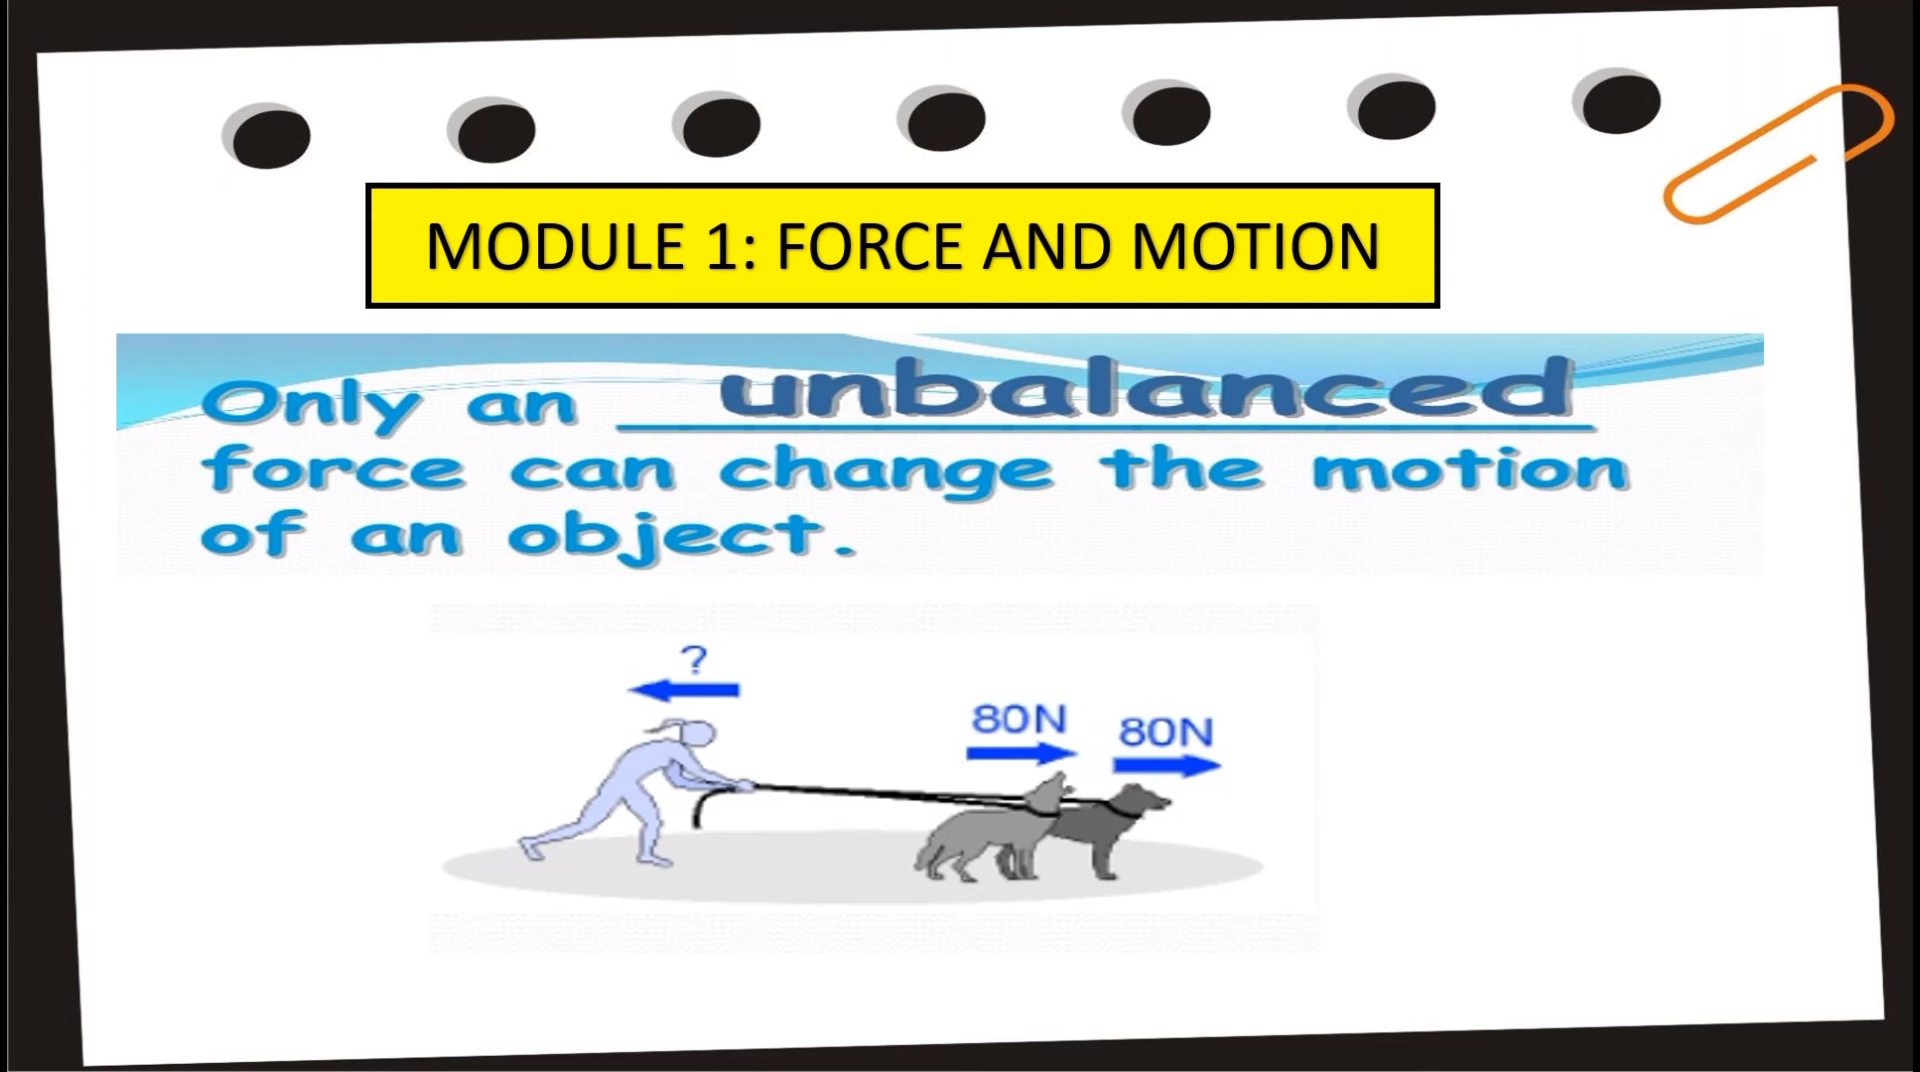 MODULE 1: FORCE AND MOTION
Only an unbalanced
force can change the motion
of an object.
?
80N
80N